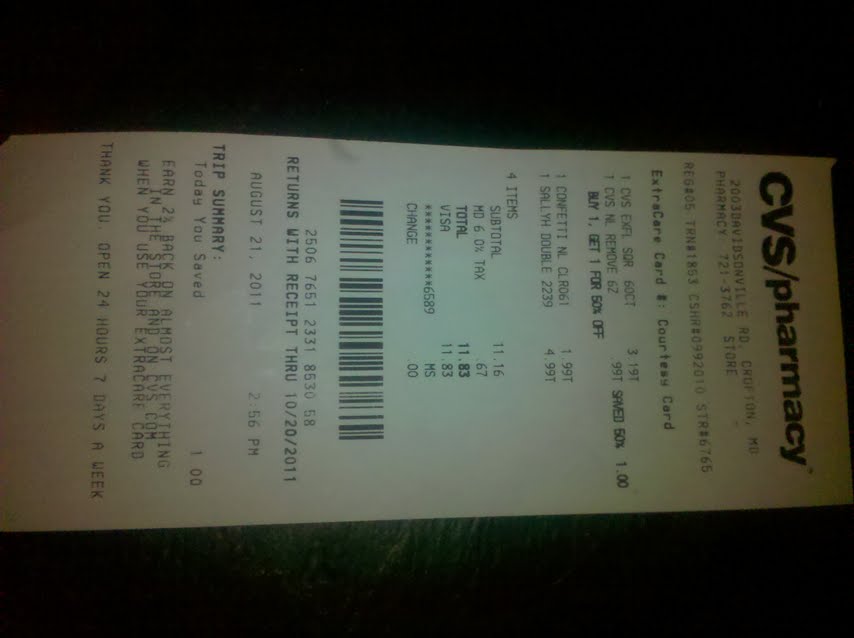 CVS/pharmacy
2003 DAVIDSONVILLE RD, CROFTON, MD
PHARMACY 721-3762 STORE
REG#05 TRN#1853 CSHR#0992010 STR#6765
ExtraCare Card #: Courtesy Card
1 CVS EXFL SQR 60CT 3.19T
1 CVS NL REMOVE 6Z .99T SAVED 50% 1.00
BUY 1, GET 1 FOR 50% OFF
1 CONFETTI NL CLR061 1.99T
1 SALLYH DOUBLE 2239 4.99T
4 ITEMS
SUBTOTAL 11.16
MD 6.0% TAX .67
TOTAL 11.83
VISA 11.83
************6589 MS
CHANGE .00
2506 7651 2331 8530 58
RETURNS WITH RECEIPT THRU 10/20/2011
AUGUST 21, 2011 2:56 PM
TRIP SUMMARY:
Today You Saved 1.00
EARN 2% BACK ON ALMOST EVERYTHING
IN THE STORE AND ON CVS.COM
WHEN YOU USE YOUR EXTRACARE CARD
THANK YOU. OPEN 24 HOURS 7 DAYS A WEEK